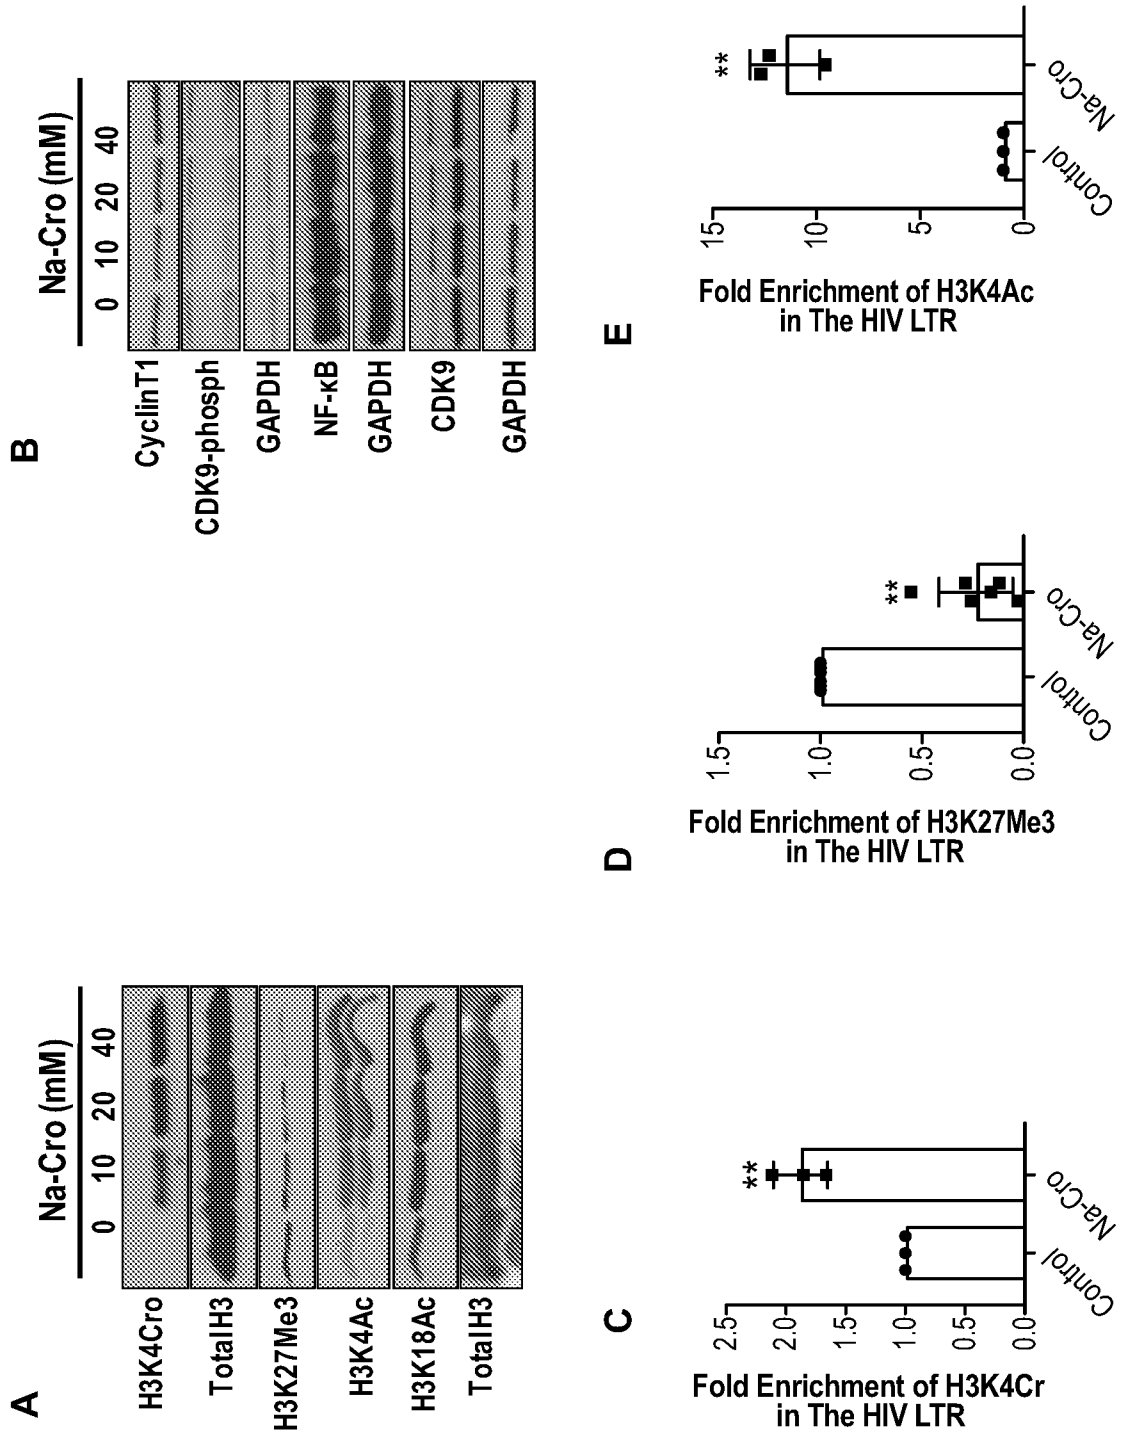 A
Na-Cro (mM)
0 10 20 40
H3K4Cro
TotalH3
H3K27Me3
H3K4Ac
H3K18Ac
TotalH3
B
Na-Cro (mM)
0 10 20 40
CyclinT1
CDK9-phosph
GAPDH
NF-κB
GAPDH
CDK9
GAPDH
C
Fold Enrichment of H3K4Cr
in The HIV LTR
2.5
2.0
1.5
1.0
0.5
0.0
**
Control
Na-Cro
D
Fold Enrichment of H3K27Me3
in The HIV LTR
1.5
1.0
0.5
0.0
**
Control
Na-Cro
E
Fold Enrichment of H3K4Ac
in The HIV LTR
15
10
5
0
**
Control
Na-Cro